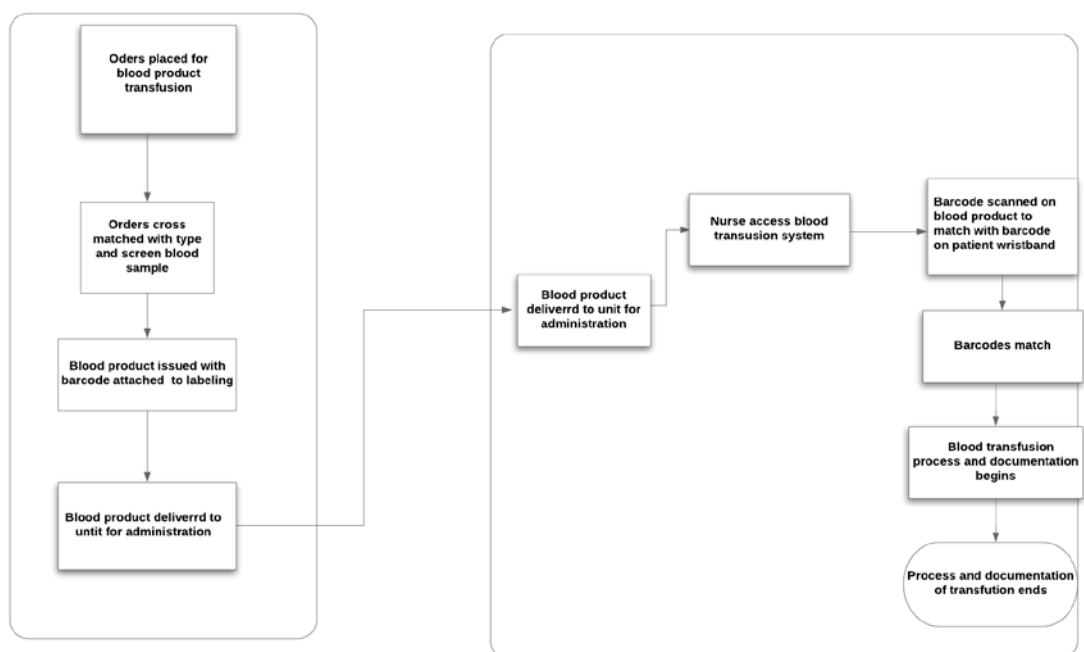 Oders placed for
blood product
transfusion
Orders cross
matched with type
and screen blood
sample
Blood product issued with
barcode attached to labeling
Blood product deliverrd to
untit for administration
Blood product
deliverrd to unit for
administration
Nurse access blood
transusion system
Barcode scanned on
blood product to
match with barcode
on patient wristband
Barcodes match
Blood transfusion
process and documentation
begins
Process and documentation
of transfution ends